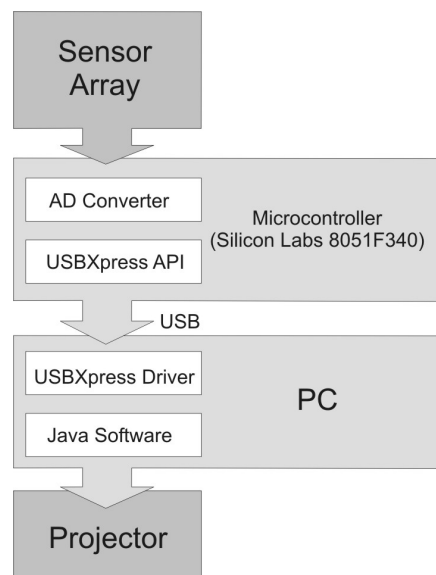 Sensor
Array
AD Converter
Microcontroller
(Silicon Labs 8051F340)
USBXpress API
USB
USBXpress Driver
PC
Java Software
Projector